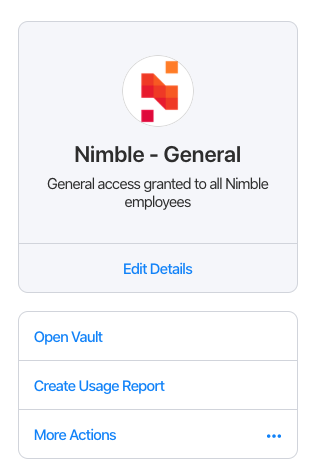 Nimble - General
General access granted to all Nimble
employees
Edit Details
Open Vault
Create Usage Report
More Actions